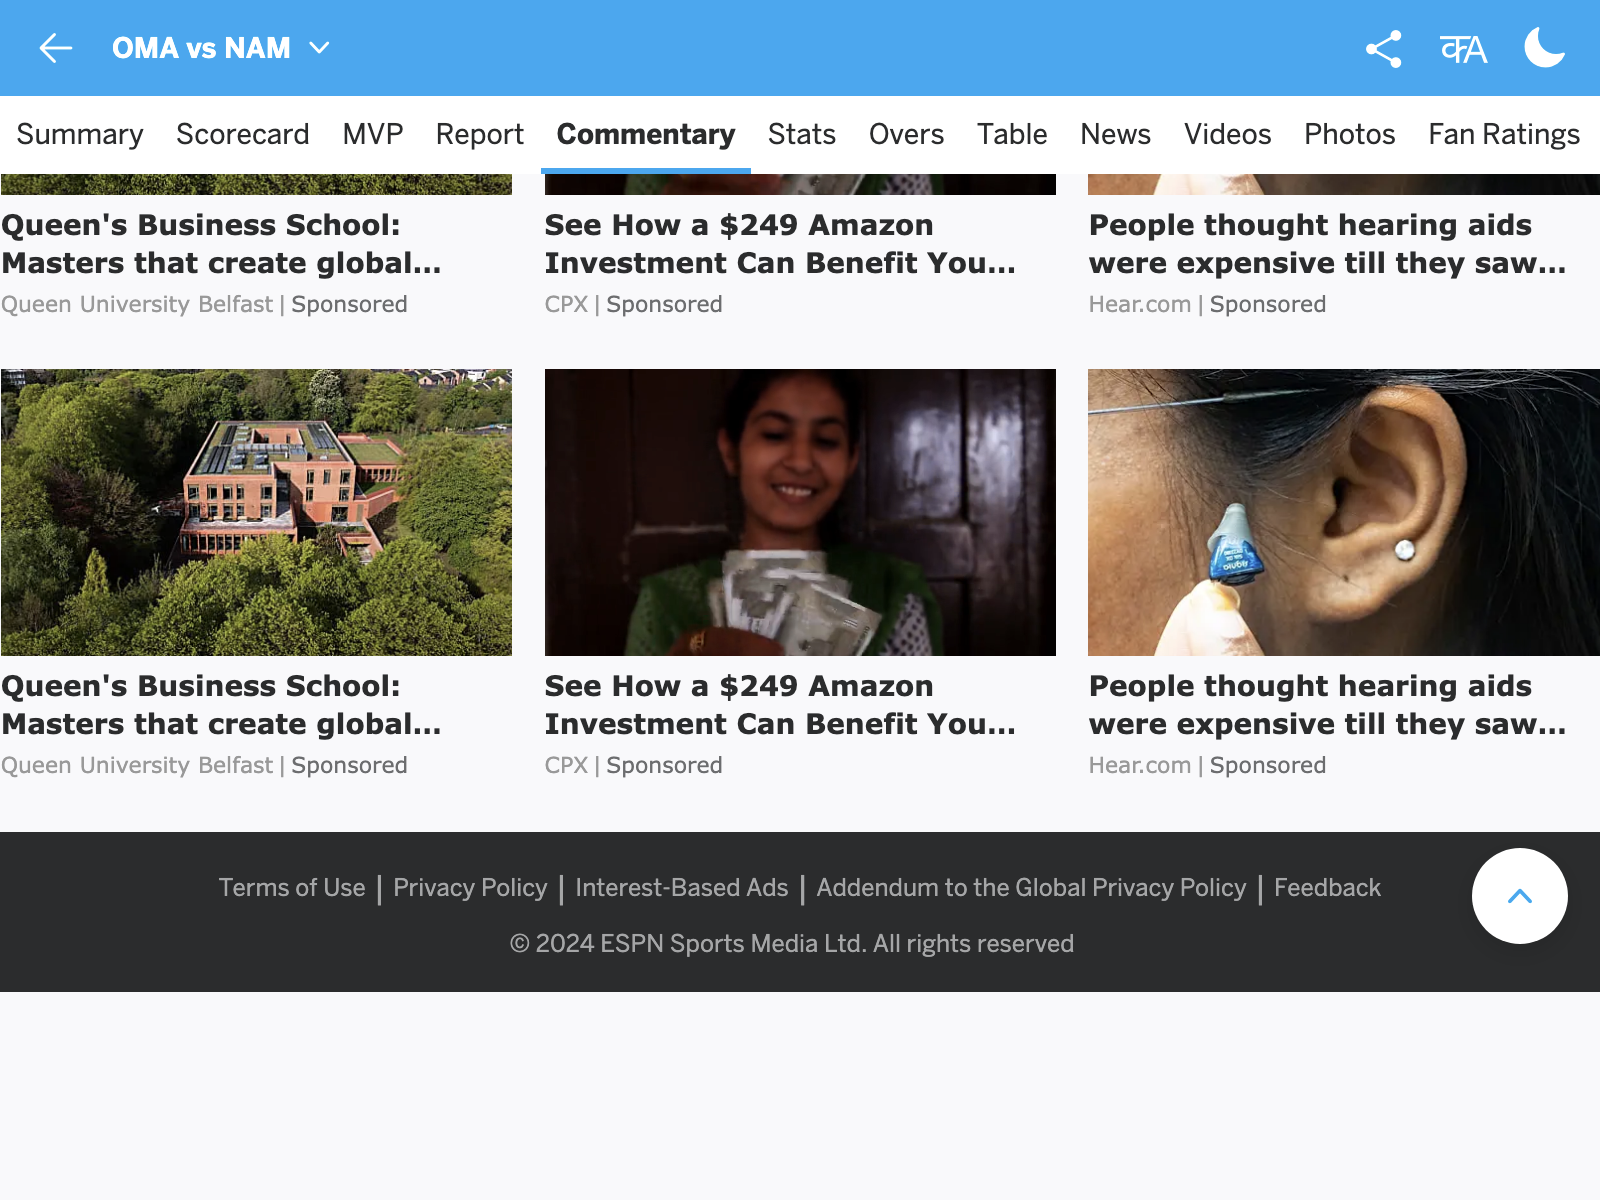 OMA vs NAM
कA
Summary Scorecard MVP Report Commentary Stats Overs Table News Videos Photos Fan Ratings
Queen's Business School:
Masters that create global...
Queen University Belfast | Sponsored
See How a $249 Amazon
Investment Can Benefit You...
CPX | Sponsored
People thought hearing aids
were expensive till they saw...
Hear.com | Sponsored
Queen's Business School:
Masters that create global...
Queen University Belfast | Sponsored
See How a $249 Amazon
Investment Can Benefit You...
CPX | Sponsored
People thought hearing aids
were expensive till they saw...
Hear.com | Sponsored
Terms of Use | Privacy Policy | Interest-Based Ads | Addendum to the Global Privacy Policy | Feedback
© 2024 ESPN Sports Media Ltd. All rights reserved